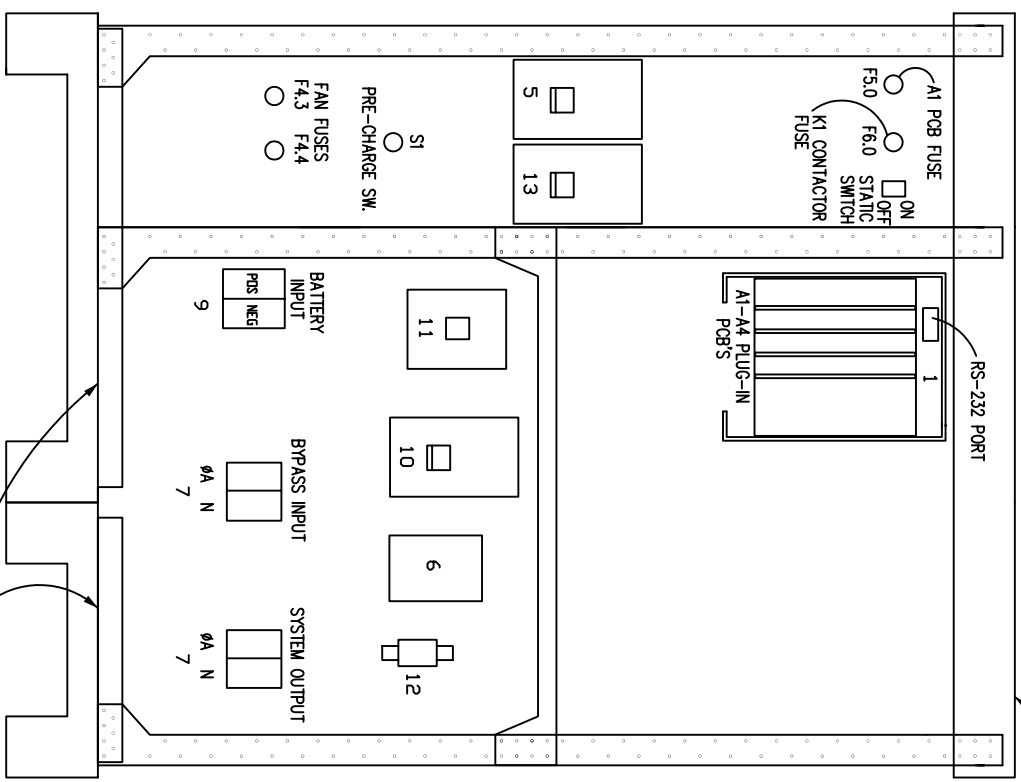 RS-232 PORT
A1 PCB FUSE
1
ON
OFF
F5.0
F6.0
STATIC
SWITCH
K1 CONTACTOR
FUSE
A1-A4 PLUG-IN
PCB'S
5
13
S1
PRE-CHARGE SW.
FAN FUSES
F4.3 F4.4
11
10
6
12
BATTERY
INPUT
POS NEG
9
BYPASS INPUT
ØA N
7
SYSTEM OUTPUT
ØA N
7